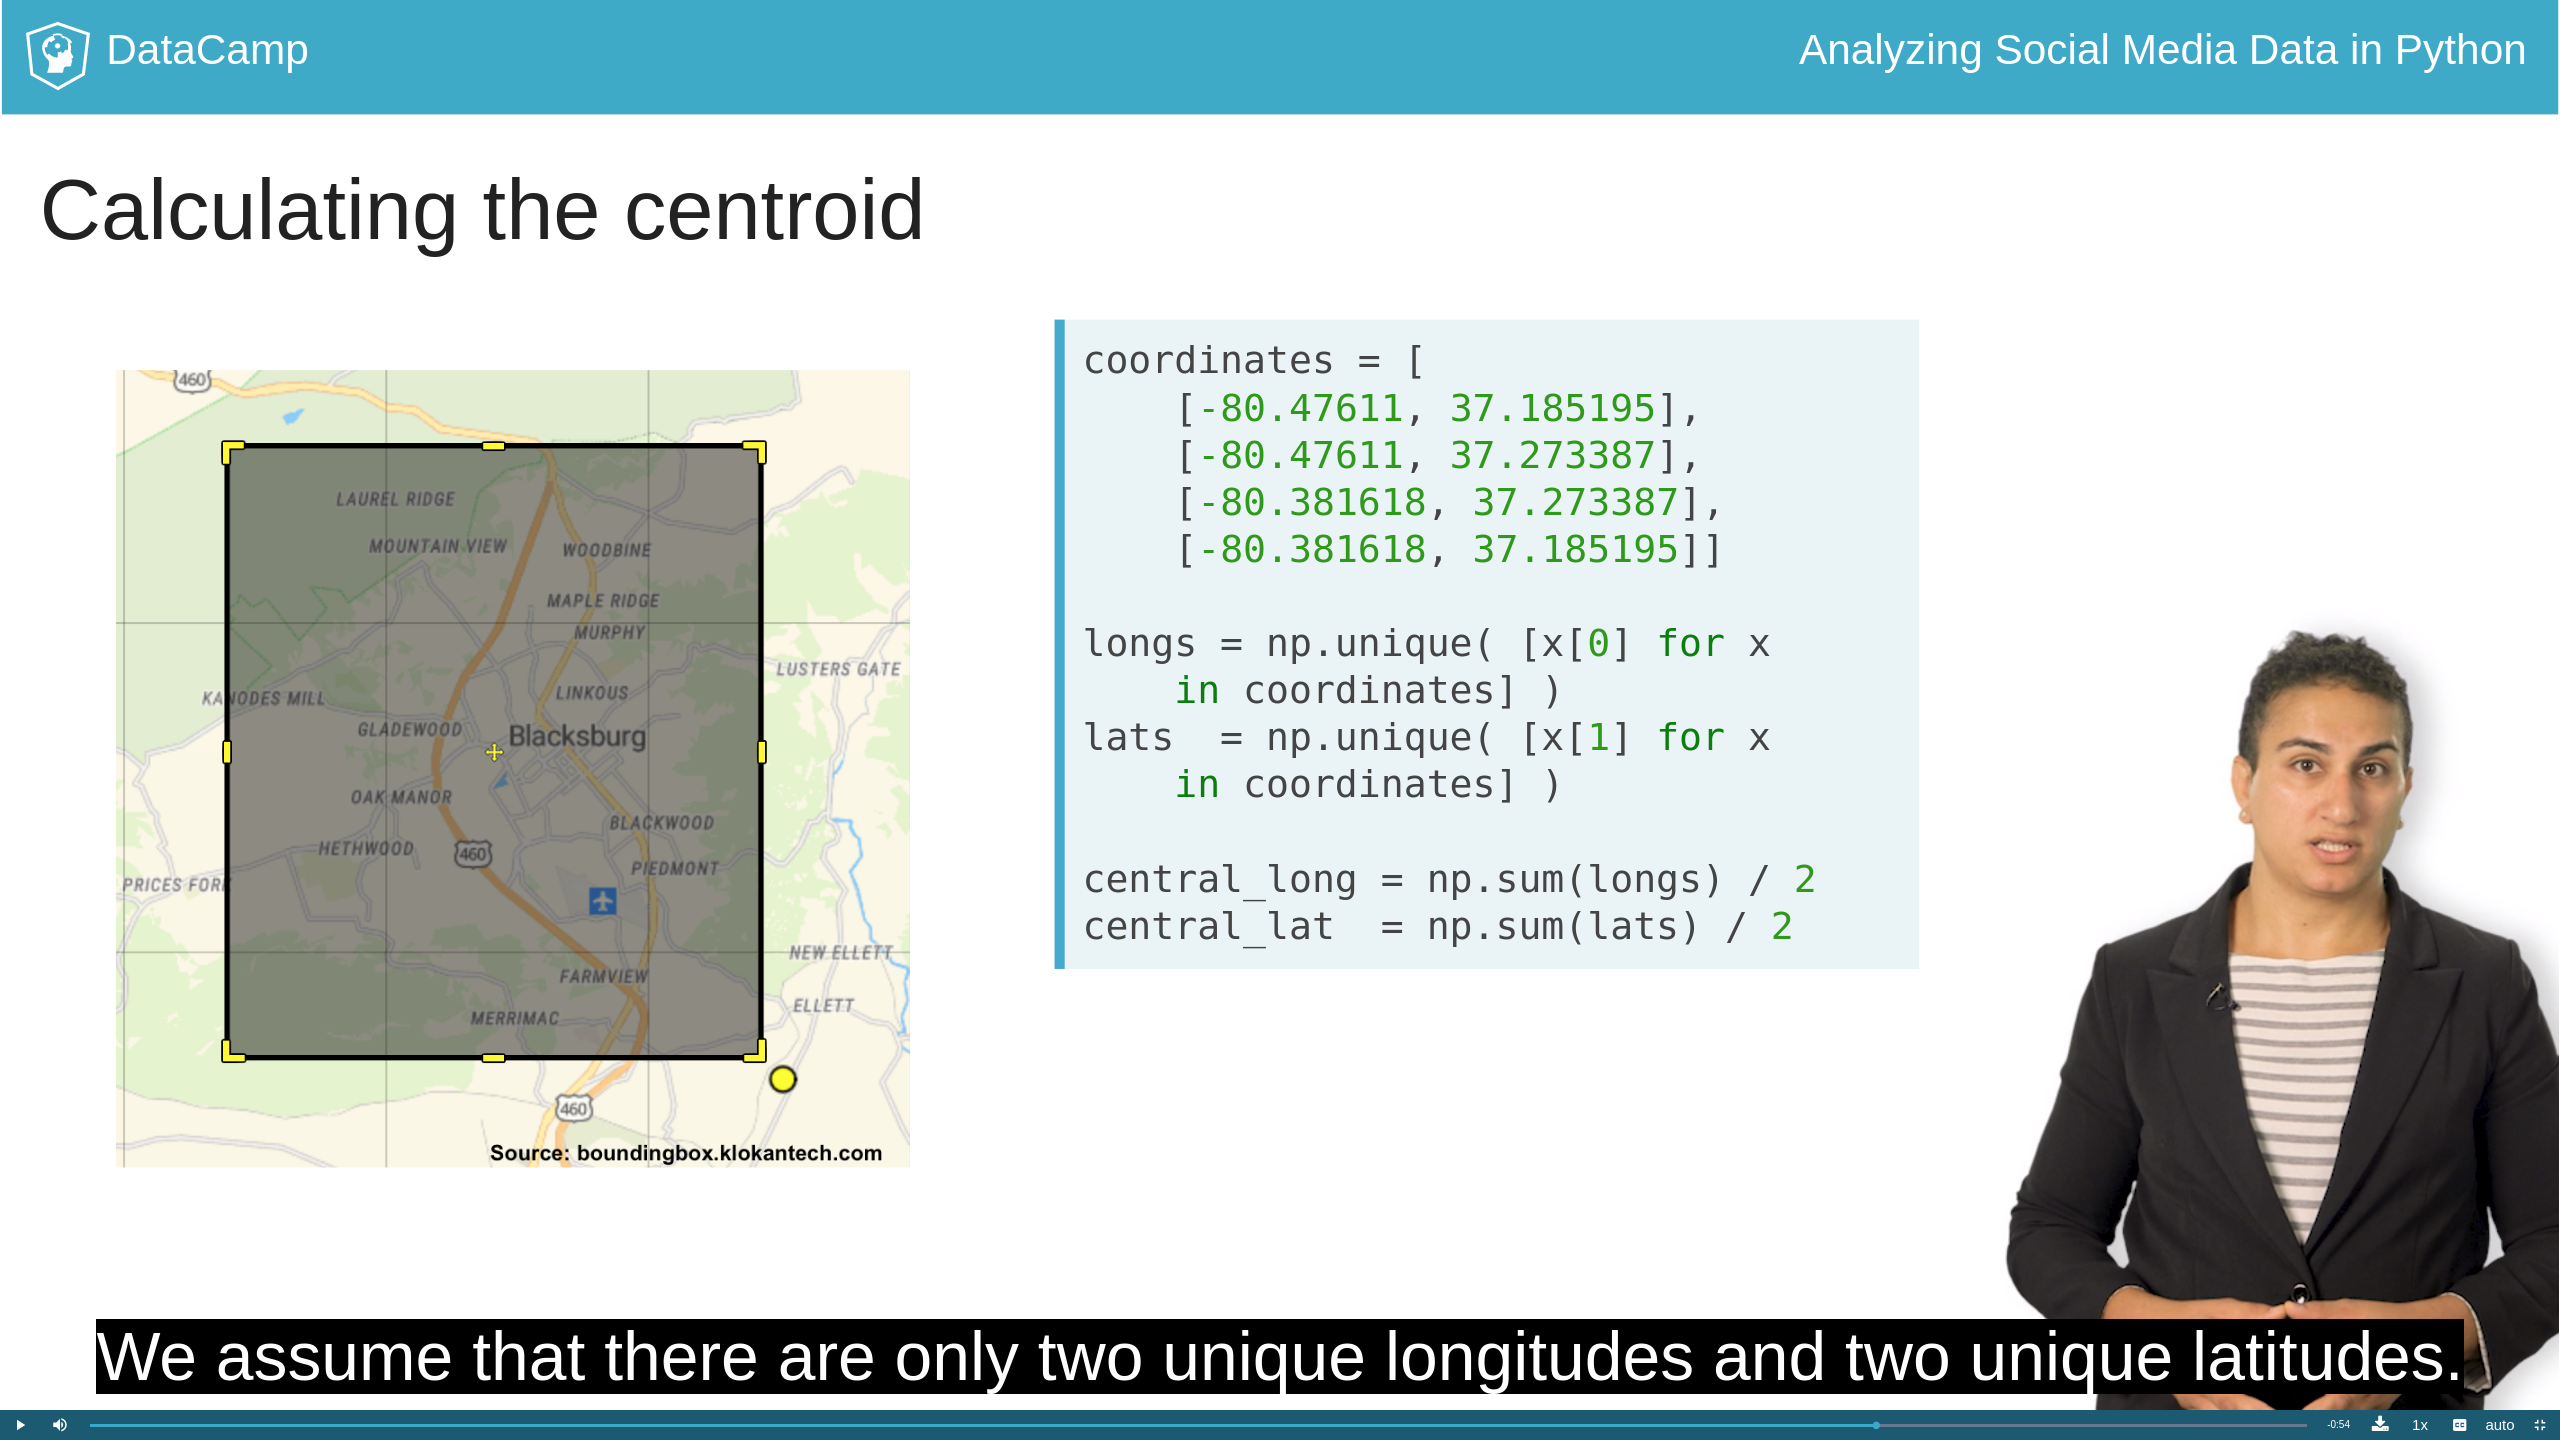 DataCamp
Analyzing Social Media Data in Python
Calculating the centroid
460
LAUREL RIDGE
MOUNTAIN VIEW
WOODBINE
MAPLE RIDGE
MURPHY
LUSTERS GATE
KANODES MILL
LINKOUS
GLADEWOOD
Blacksburg
OAK MANOR
BLACKWOOD
HETHWOOD
460
PIEDMONT
PRICES FORK
NEW ELLETT
FARMVIEW
ELLETT
MERRIMAC
460
Source: boundingbox.klokantech.com
coordinates = [
    [-80.47611, 37.185195],
    [-80.47611, 37.273387],
    [-80.381618, 37.273387],
    [-80.381618, 37.185195]]
longs = np.unique( [x[0] for x
    in coordinates] )
lats  = np.unique( [x[1] for x
    in coordinates] )
central_long = np.sum(longs) / 2
central_lat  = np.sum(lats) / 2
We assume that there are only two unique longitudes and two unique latitudes.
-0:54
1x
CC
auto